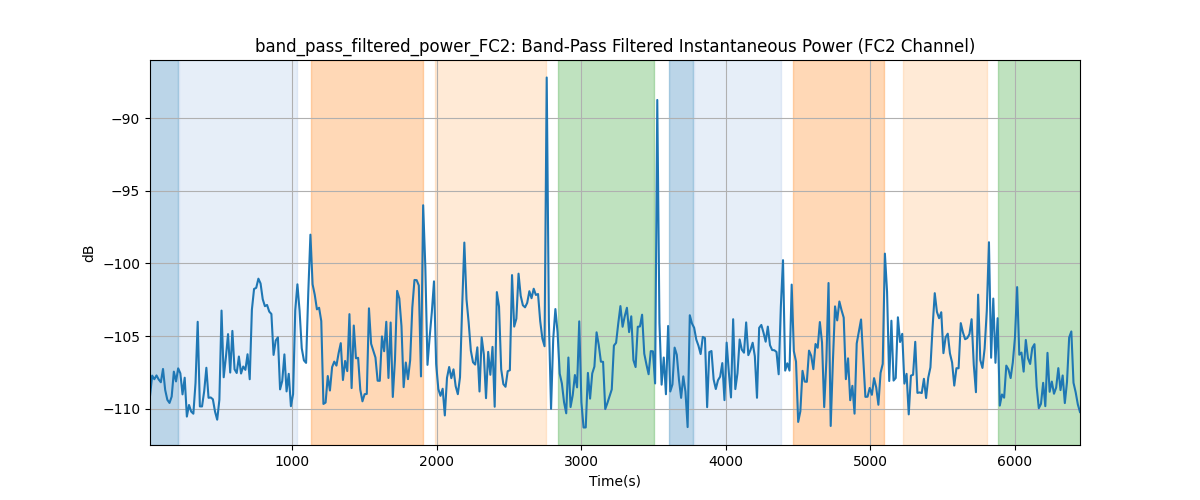 band_pass_filtered_power_FC2: Band-Pass Filtered Instantaneous Power (FC2 Channel)
−90
−95
−100
−105
−110
dB
1000 2000 3000 4000 5000 6000
Time(s)